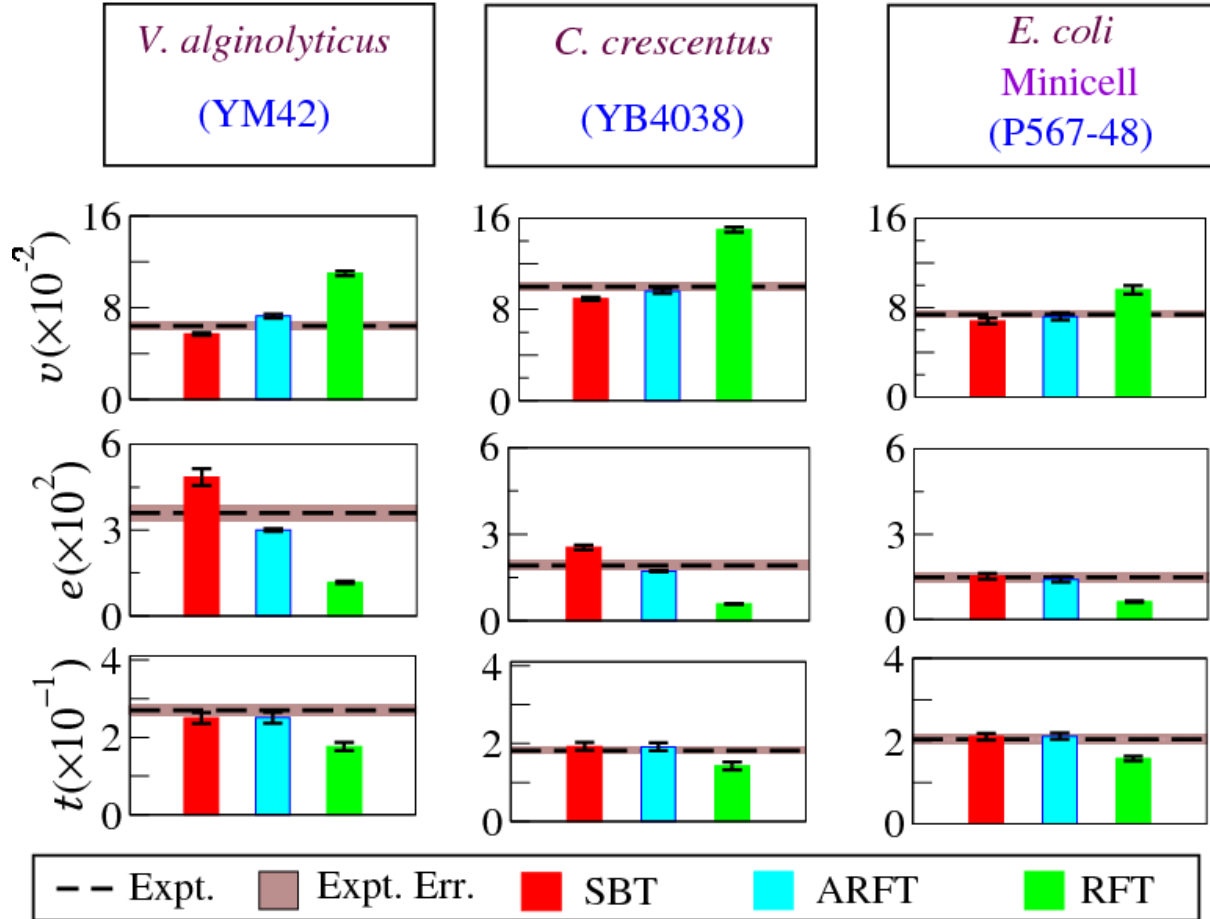 V. alginolyticus
(YM42)
C. crescentus
(YB4038)
E. coli
Minicell
(P567-48)
v(×10⁻²)
16
8
0
16
8
0
16
8
0
e(×10²)
6
3
0
6
3
0
6
3
0
t(×10⁻¹)
4
2
0
4
2
0
4
2
0
Expt.
Expt. Err.
SBT
ARFT
RFT